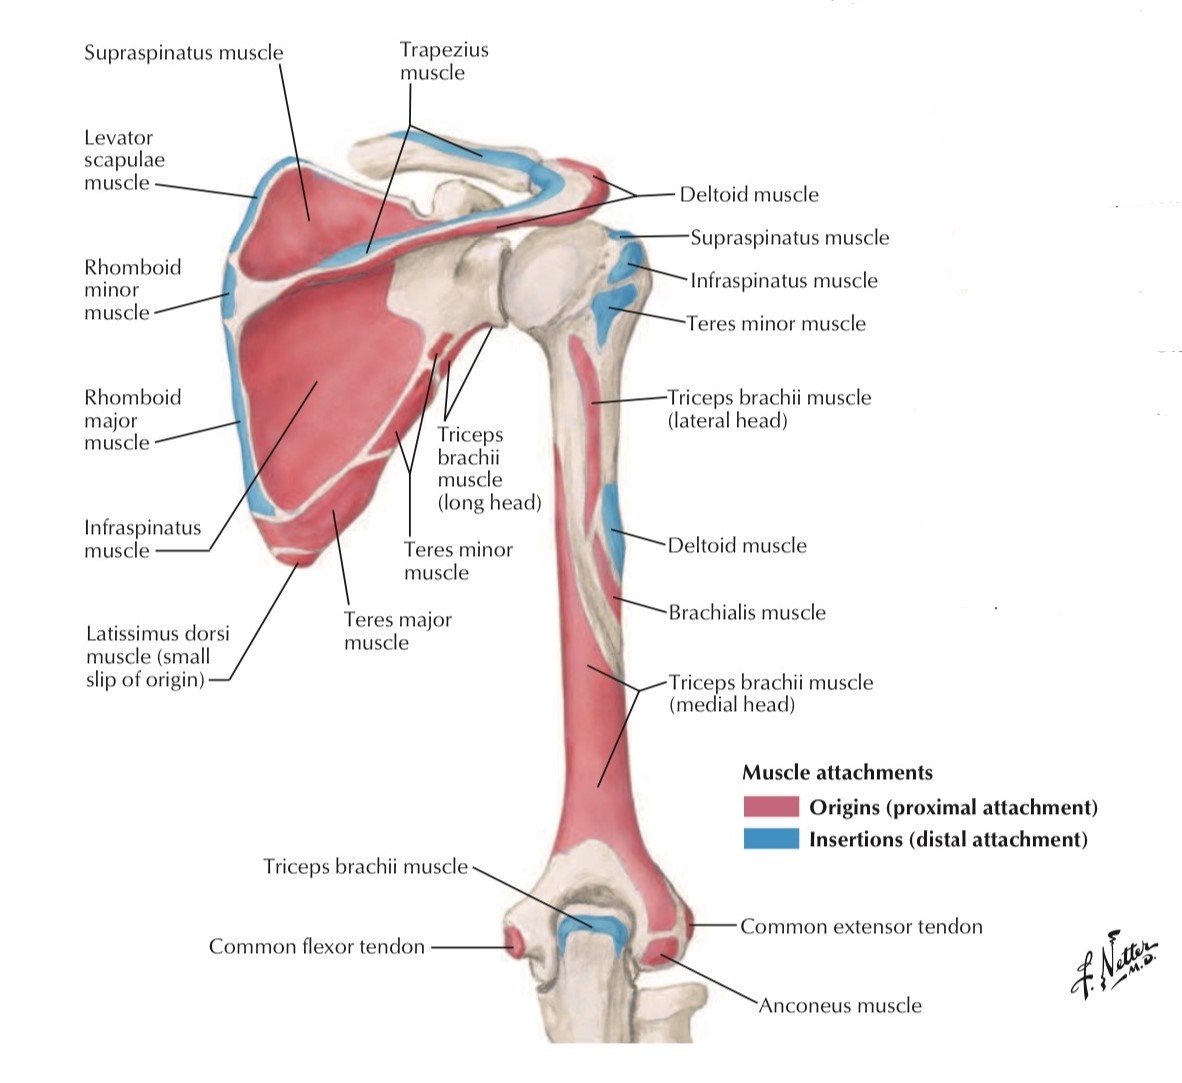 Supraspinatus muscle
Trapezius
muscle
Levator
scapulae
muscle
Deltoid muscle
Supraspinatus muscle
Rhomboid
minor
muscle
Infraspinatus muscle
Teres minor muscle
Rhomboid
major
muscle
Triceps brachii muscle
(lateral head)
Triceps
brachii
muscle
(long head)
Infraspinatus
muscle
Teres minor
muscle
Deltoid muscle
Brachialis muscle
Teres major
muscle
Latissimus dorsi
muscle (small
slip of origin)
Triceps brachii muscle
(medial head)
Muscle attachments
Origins (proximal attachment)
Insertions (distal attachment)
Triceps brachii muscle
Common extensor tendon
Common flexor tendon
Anconeus muscle
F. Netter
M.D.